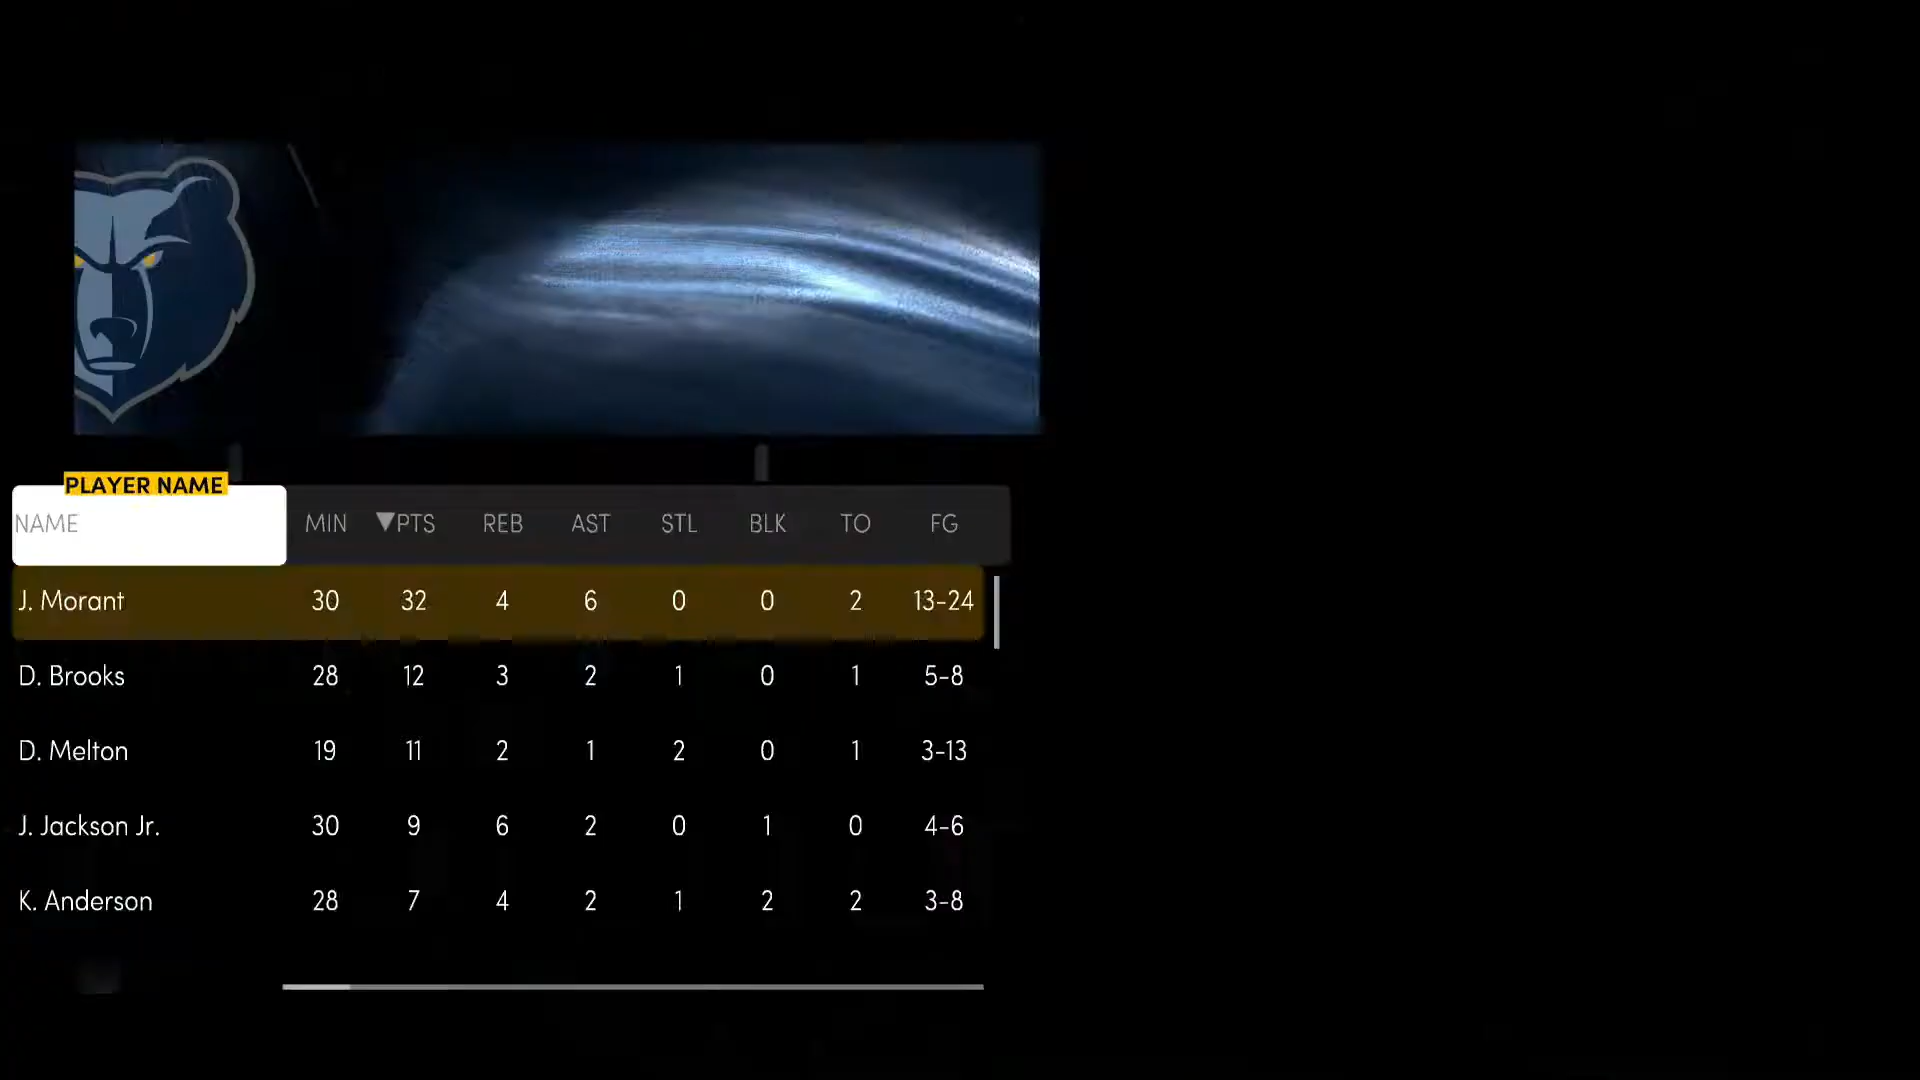 PLAYER NAME
NAME MIN ▼PTS REB AST STL BLK TO FG
J. Morant 30 32 4 6 0 0 2 13-24
D. Brooks 28 12 3 2 1 0 1 5-8
D. Melton 19 11 2 1 2 0 1 3-13
J. Jackson Jr. 30 9 6 2 0 1 0 4-6
K. Anderson 28 7 4 2 1 2 2 3-8